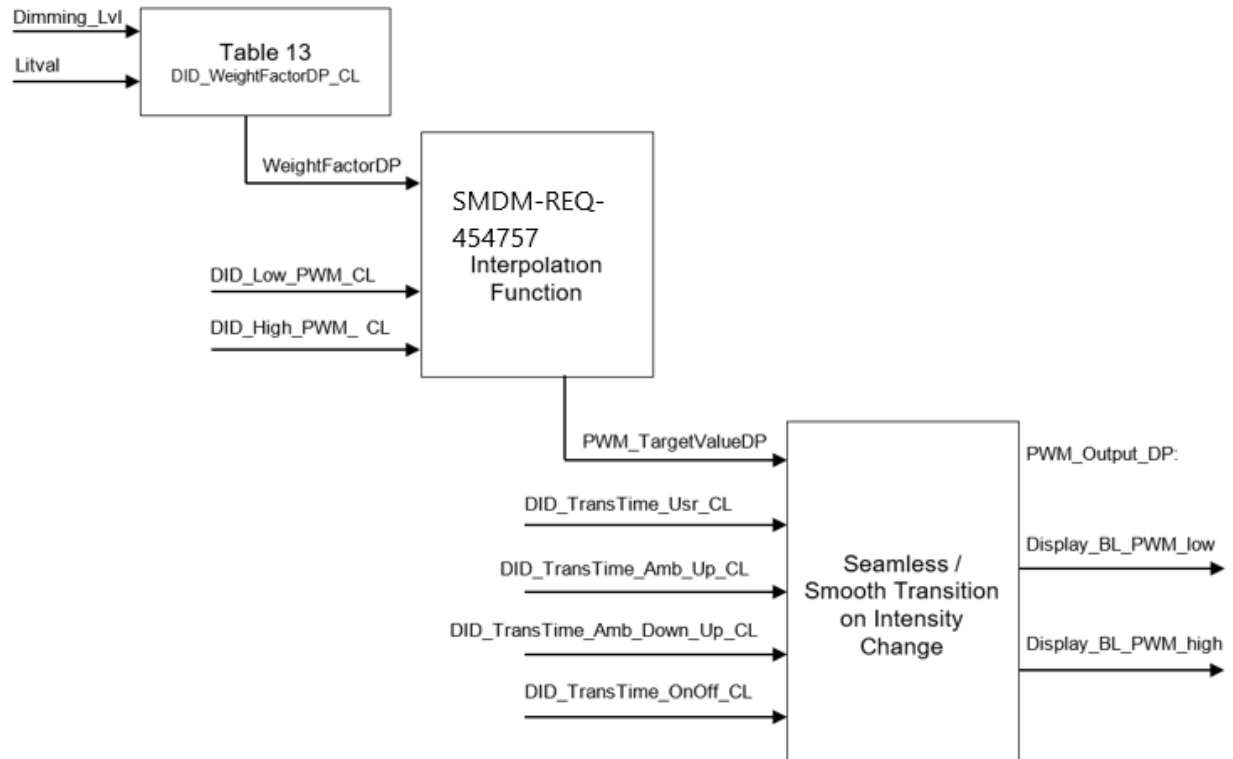 Dimming_Lvl
Litval
Table 13
DID_WeightFactorDP_CL
WeightFactorDP
SMDM-REQ-
454757
Interpolation
Function
DID_Low_PWM_CL
DID_High_PWM_ CL
PWM_TargetValueDP
DID_TransTime_Usr_CL
DID_TransTime_Amb_Up_CL
DID_TransTime_Amb_Down_Up_CL
DID_TransTime_OnOff_CL
Seamless /
Smooth Transition
on Intensity
Change
PWM_Output_DP:
Display_BL_PWM_low
Display_BL_PWM_high